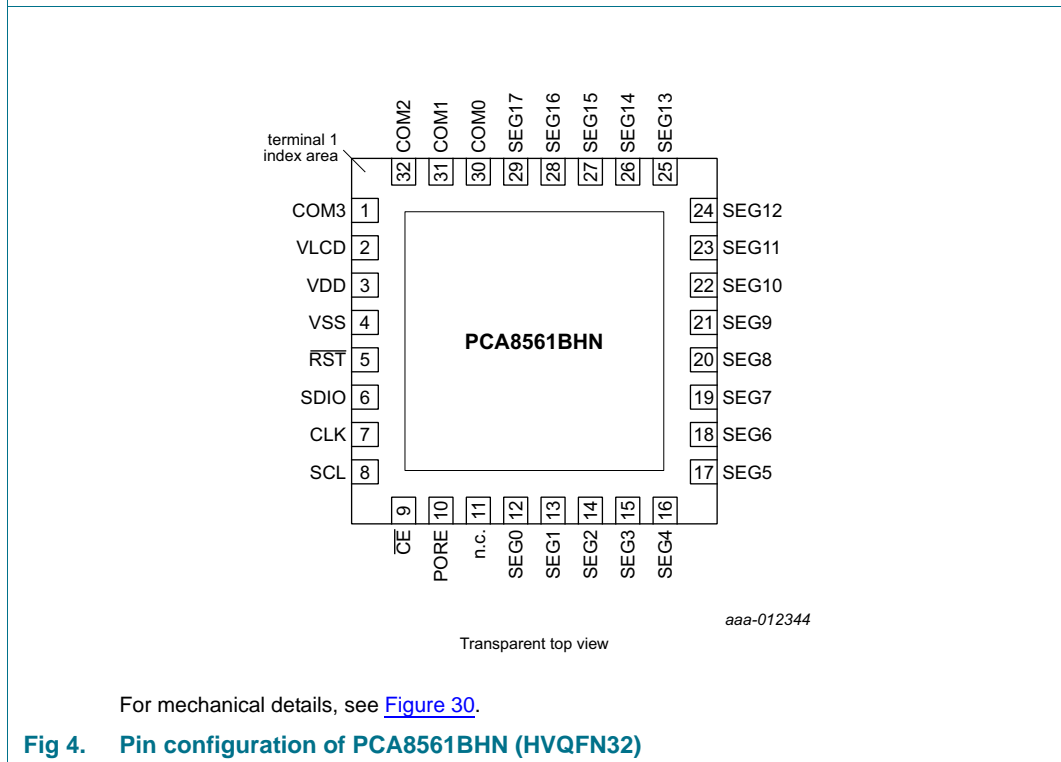 32 COM2
31 COM1
30 COM0
29 SEG17
28 SEG16
27 SEG15
26 SEG14
25 SEG13
terminal 1
index area
COM3 1
VLCD 2
VDD 3
VSS 4
RST 5
SDIO 6
CLK 7
SCL 8
PCA8561BHN
24 SEG12
23 SEG11
22 SEG10
21 SEG9
20 SEG8
19 SEG7
18 SEG6
17 SEG5
CE 9
PORE 10
n.c. 11
SEG0 12
SEG1 13
SEG2 14
SEG3 15
SEG4 16
aaa-012344
Transparent top view
For mechanical details, see Figure 30.
Fig 4. Pin configuration of PCA8561BHN (HVQFN32)